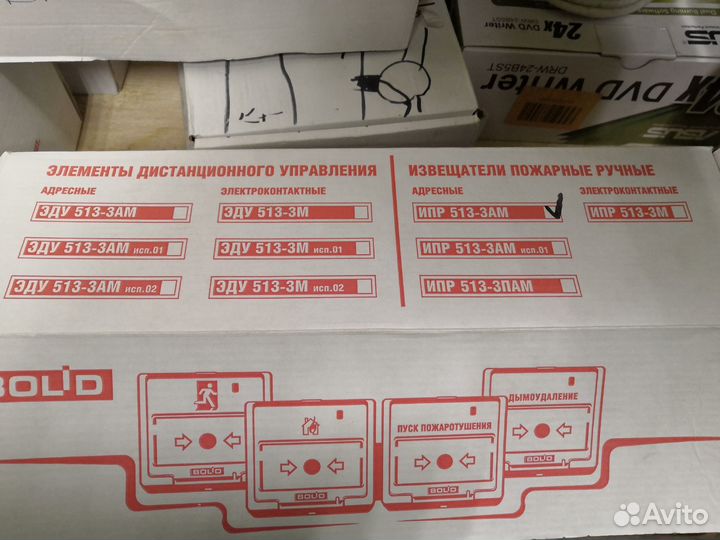 24x DVD Writer
DRW-24B5ST
ASUS
ЭЛЕМЕНТЫ ДИСТАНЦИОННОГО УПРАВЛЕНИЯ
ИЗВЕЩАТЕЛИ ПОЖАРНЫЕ РУЧНЫЕ
АДРЕСНЫЕ ЭЛЕКТРОКОНТАКТНЫЕ АДРЕСНЫЕ ЭЛЕКТРОКОНТАКТНЫЕ
ЭДУ 513-3АМ ЭДУ 513-3М ИПР 513-3АМ ИПР 513-3М
ЭДУ 513-3АМ исп.01 ЭДУ 513-3М исп.01 ИПР 513-3АМ исп.01
ЭДУ 513-3АМ исп.02 ЭДУ 513-3М исп.02 ИПР 513-3ПАМ
BOLID
ДЫМОУДАЛЕНИЕ
ПУСК ПОЖАРОТУШЕНИЯ
BOLID
BOLID
Avito